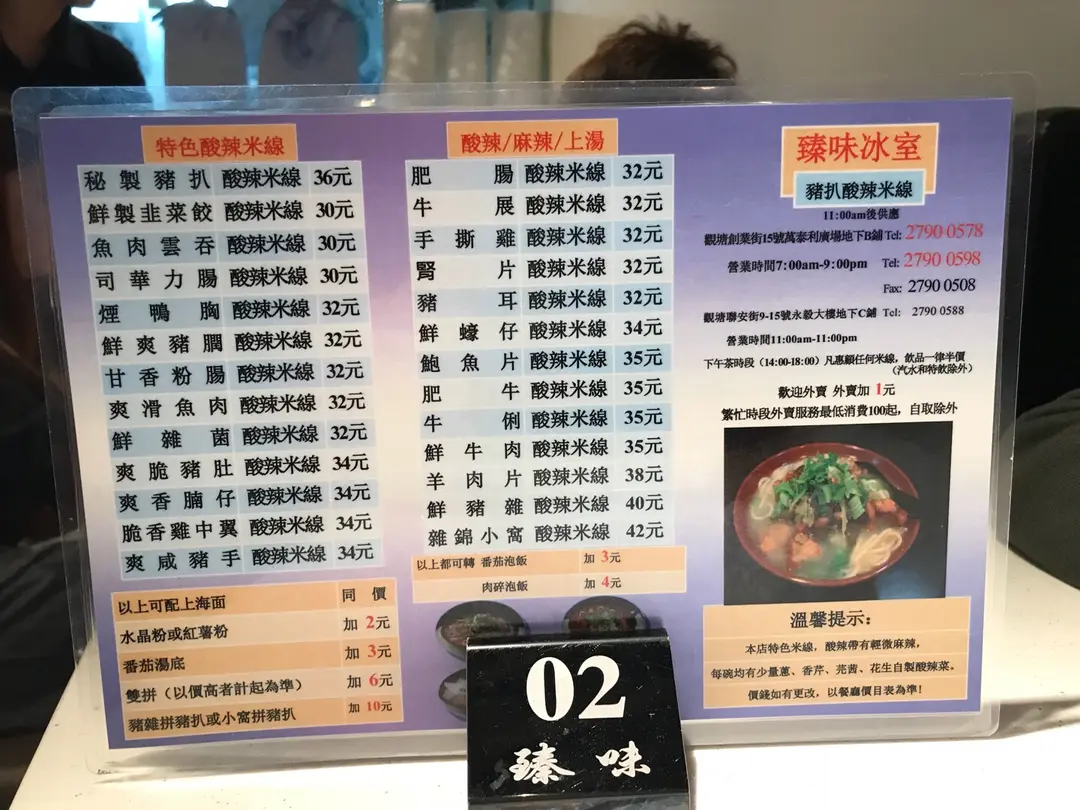 特色酸辣米線
秘製豬扒 酸辣米線 36元
鮮製韭菜餃 酸辣米線 30元
魚肉雲吞 酸辣米線 30元
司華力腸 酸辣米線 30元
煙鴨胸 酸辣米線 32元
鮮爽豬膶 酸辣米線 32元
甘香粉腸 酸辣米線 32元
爽滑魚肉 酸辣米線 32元
鮮雜菌 酸辣米線 32元
爽脆豬肚 酸辣米線 34元
爽香腩仔 酸辣米線 34元
脆香雞中翼 酸辣米線 34元
爽咸豬手 酸辣米線 34元
以上可配上海面 同價
水晶粉或紅薯粉 加 2元
番茄湯底 加 3元
雙拼（以價高者計起為準） 加 6元
豬雜拼豬扒或小窩拼豬扒 加 10元
酸辣/麻辣/上湯
肥腸 酸辣米線 32元
牛展 酸辣米線 32元
手撕雞 酸辣米線 32元
腎片 酸辣米線 32元
豬耳 酸辣米線 32元
鮮蠔仔 酸辣米線 34元
鮑魚片 酸辣米線 35元
肥牛 酸辣米線 35元
牛脷 酸辣米線 35元
鮮牛肉 酸辣米線 35元
羊肉片 酸辣米線 38元
鮮豬雜 酸辣米線 40元
雜錦小窩 酸辣米線 42元
以上都可轉 番茄泡飯 加 3元
肉碎泡飯 加 4元
臻味冰室
豬扒酸辣米線
11:00am後供應
觀塘創業街15號萬泰利廣場地下B鋪 Tel: 2790 0578
營業時間7:00am-9:00pm Tel: 2790 0598
Fax: 2790 0508
觀塘聯安街9-15號永毅大樓地下C鋪 Tel: 2790 0588
營業時間11:00am-11:00pm
下午茶時段（14:00-18:00）凡惠顧任何米線，飲品一律半價
（汽水和特飲除外）
歡迎外賣 外賣加 1元
繁忙時段外賣服務最低消費100起，自取除外
溫馨提示：
本店特色米線，酸辣帶有輕微麻辣，
每碗均有少量蔥、香芹、芫茜、花生自製酸辣菜。
價錢如有更改，以餐廳價目表為準!
02
臻味